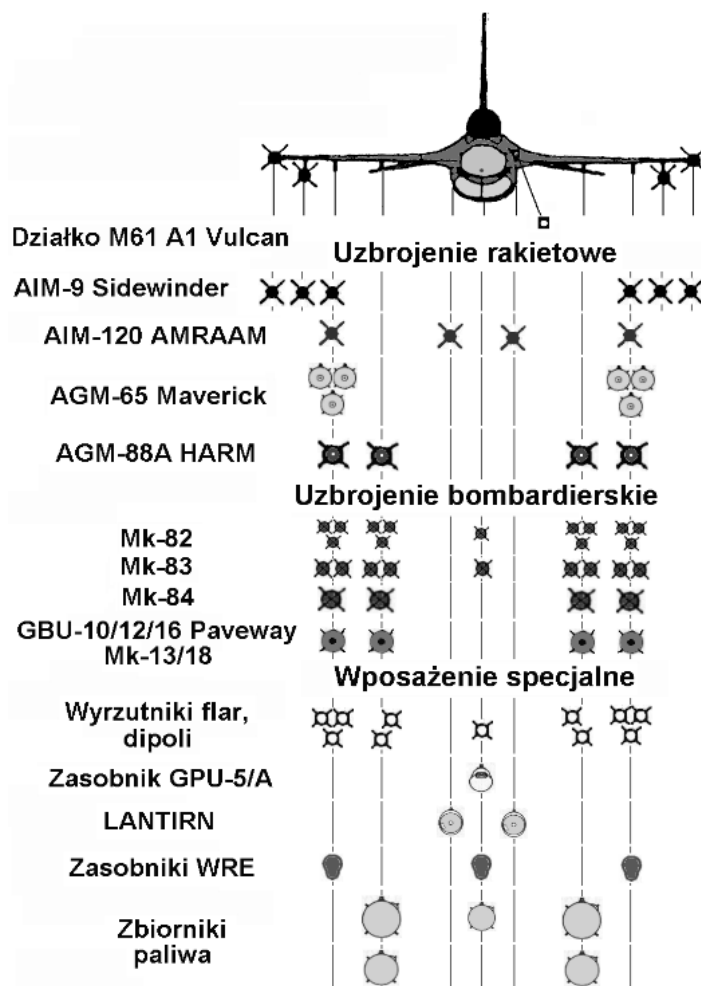 Działko M61 A1 Vulcan
Uzbrojenie rakietowe
AIM-9 Sidewinder
AIM-120 AMRAAM
AGM-65 Maverick
AGM-88A HARM
Uzbrojenie bombardierskie
Mk-82
Mk-83
Mk-84
GBU-10/12/16 Paveway
Mk-13/18
Wposażenie specjalne
Wyrzutniki flar,
dipoli
Zasobnik GPU-5/A
LANTIRN
Zasobniki WRE
Zbiorniki
paliwa